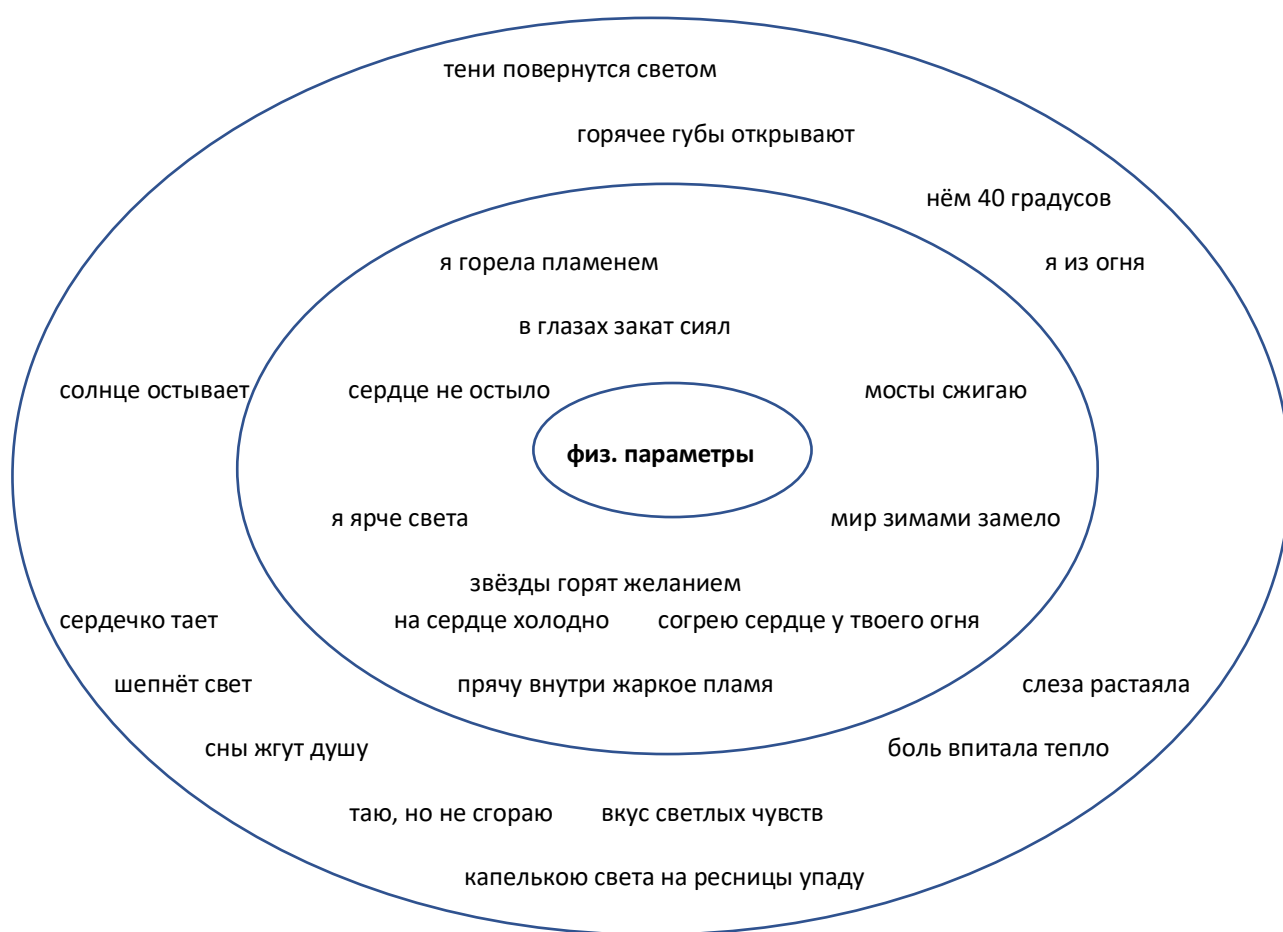 тени повернутся светом
горячее губы открывают
нём 40 градусов
я горела пламенем
я из огня
в глазах закат сиял
солнце остывает
сердце не остыло
мосты сжигаю
физ. параметры
я ярче света
мир зимами замело
звёзды горят желанием
сердечко тает
на сердце холодно
согрею сердце у твоего огня
шепнёт свет
прячу внутри жаркое пламя
слеза растаяла
сны жгут душу
боль впитала тепло
таю, но не сгораю
вкус светлых чувств
капелькою света на ресницы упаду